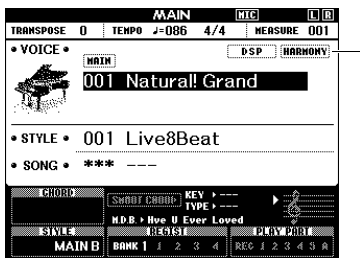 MAIN MIC L R
TRANSPOSE 0 TEMPO ♩=086 4/4 MEASURE 001
• VOICE • DSP HARMONY
MAIN
001 Natural! Grand
• STYLE • 001 Live8Beat
• SONG • *** ---
CHORD SMART CHORD KEY ▸ ---
TYPE ▸ ---
M.D.B. ▸ Hve U Ever Loved
STYLE REGIST PLAY PART
MAIN B BANK 1 1 2 3 4 REC 1 2 3 4 5 A